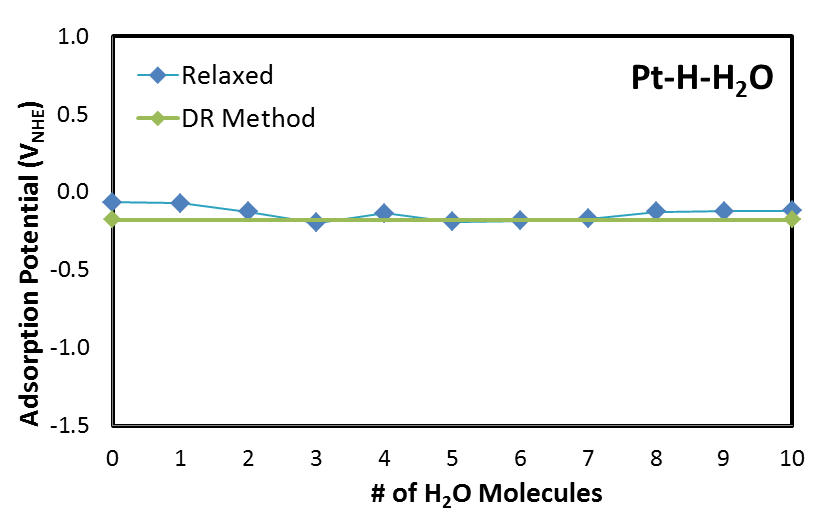 1.0
0.5
0.0
-0.5
-1.0
-1.5
Adsorption Potential (V_NHE)
Relaxed
DR Method
Pt-H-H₂O
0 1 2 3 4 5 6 7 8 9 10
# of H₂O Molecules